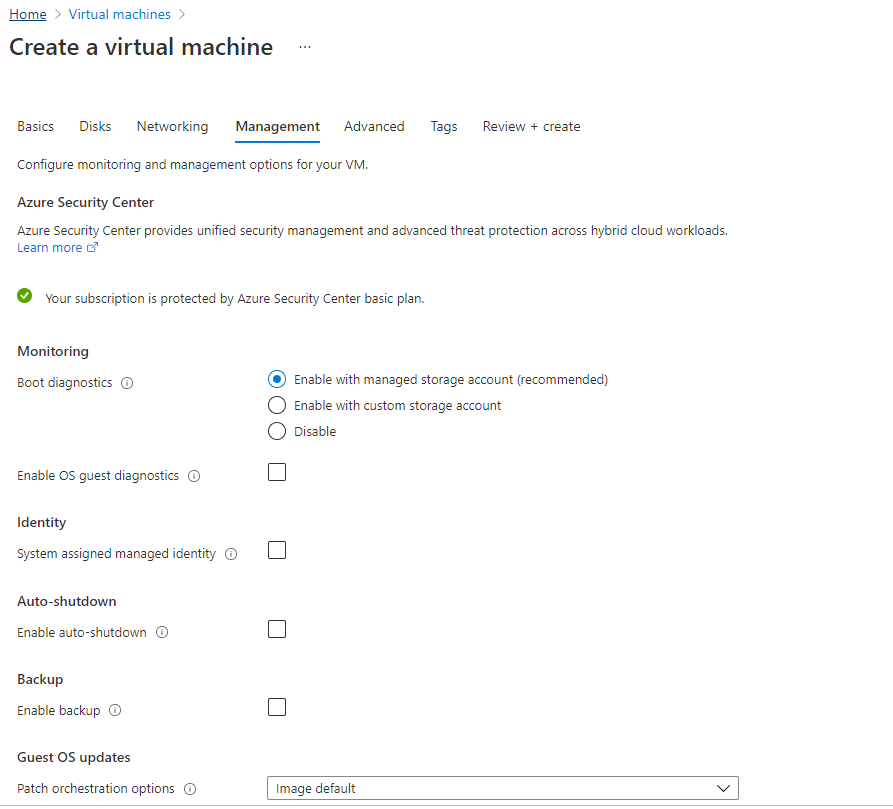 Home > Virtual machines >
Create a virtual machine ...
Basics Disks Networking Management Advanced Tags Review + create
Configure monitoring and management options for your VM.
Azure Security Center
Azure Security Center provides unified security management and advanced threat protection across hybrid cloud workloads.
Learn more
Your subscription is protected by Azure Security Center basic plan.
Monitoring
Boot diagnostics
Enable with managed storage account (recommended)
Enable with custom storage account
Disable
Enable OS guest diagnostics
Identity
System assigned managed identity
Auto-shutdown
Enable auto-shutdown
Backup
Enable backup
Guest OS updates
Patch orchestration options
Image default